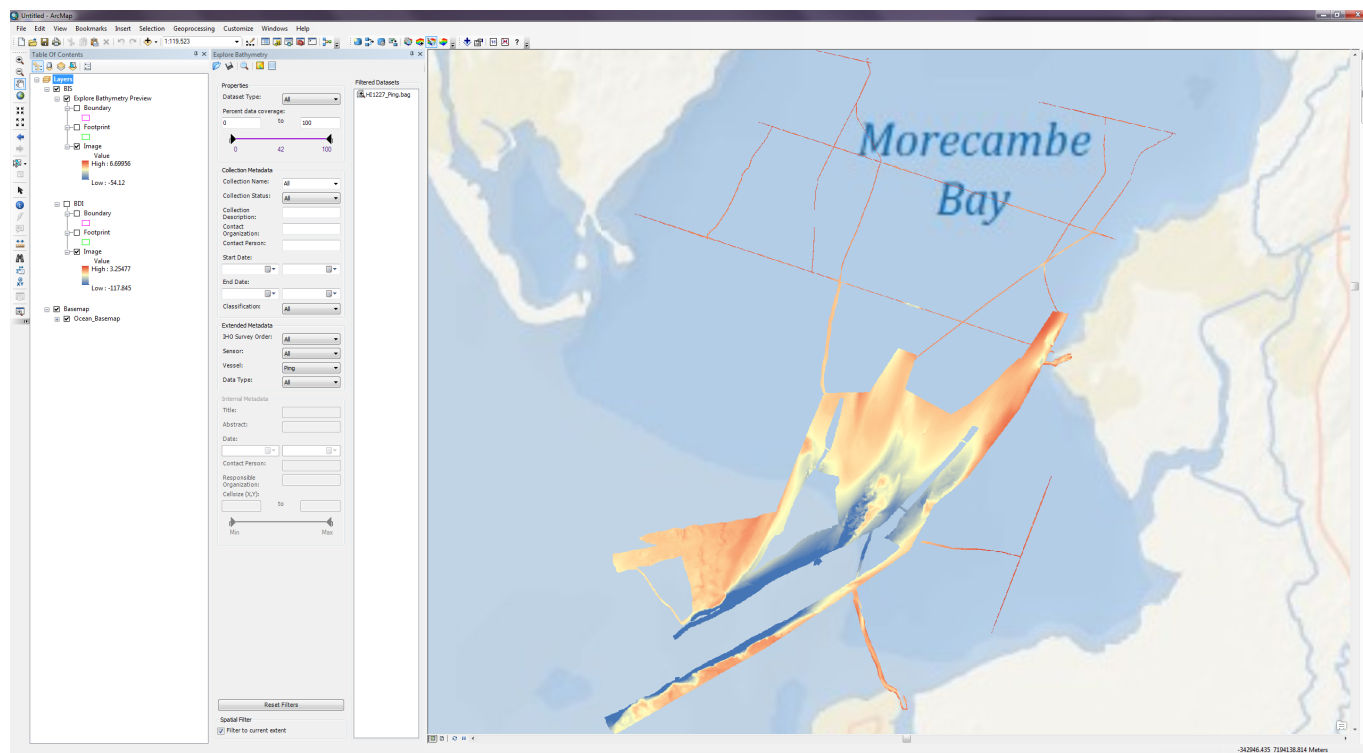 Untitled - ArcMap
File Edit View Bookmarks Insert Selection Geoprocessing Customize Windows Help
1:119,523
Table Of Contents
Layers
BIS
Explore Bathymetry Preview
Boundary
Footprint
Image
Value
High : 6.69956
Low : -54.12
BDI
Boundary
Footprint
Image
Value
High : 3.25477
Low : -117.845
Basemap
Ocean_Basemap
Explore Bathymetry
Properties
Dataset Type: All
Percent data coverage:
0 to 100
0 42 100
Collection Metadata
Collection Name: All
Collection Status: All
Collection
Description:
Contact
Organization:
Contact Person:
Start Date:
End Date:
Classification: All
Extended Metadata
IHO Survey Order: All
Sensor: All
Vessel: Ping
Data Type: All
Internal Metadata
Title:
Abstract:
Date:
Contact Person:
Responsible
Organization:
Cellsize (X,Y):
to
Min Max
Reset Filters
Spatial Filter
Filter to current extent
Filtered Datasets
HI1227_Ping.bag
Morecambe
Bay
-342946.435 7194138.814 Meters